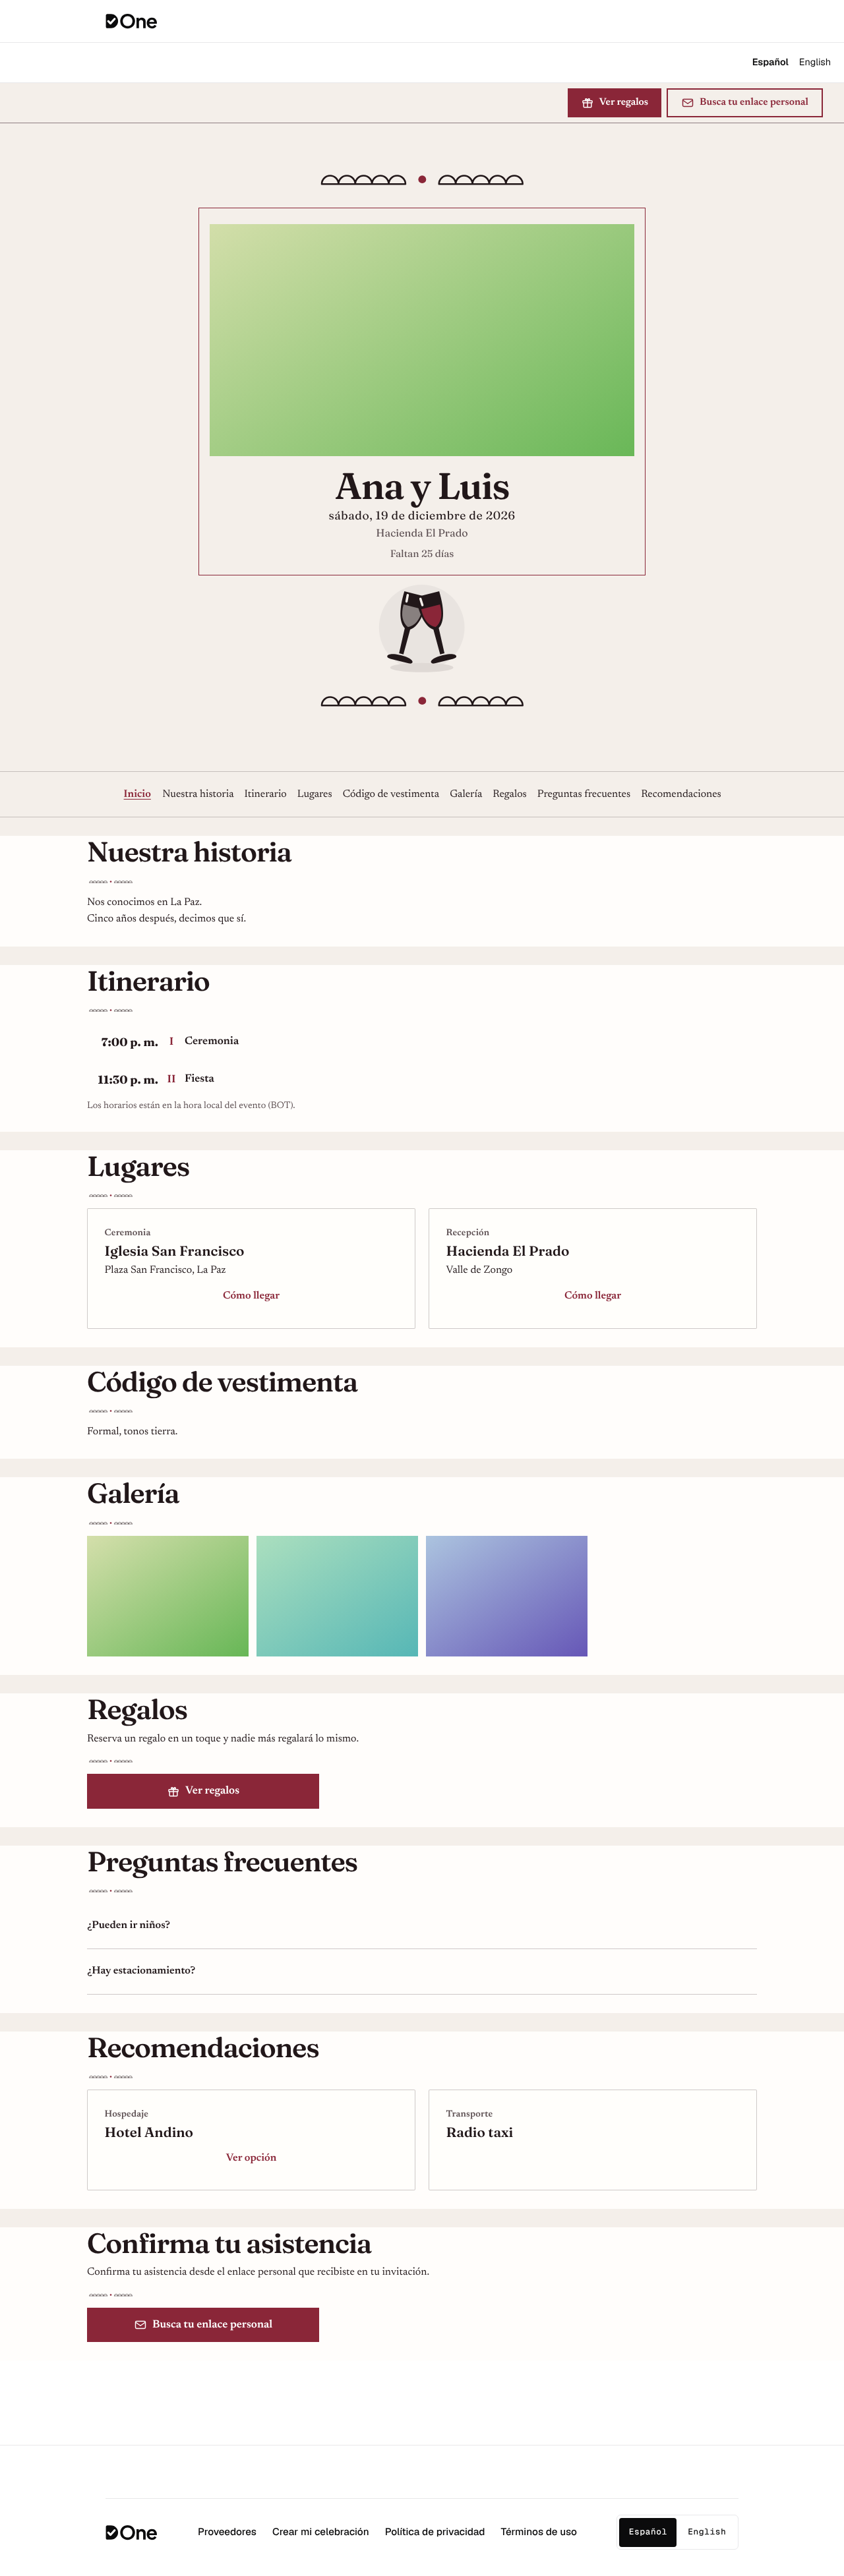 One
Español English
Ver regalos Busca tu enlace personal
Ana y Luis
sábado, 19 de diciembre de 2026
Hacienda El Prado
Faltan 25 días
Inicio Nuestra historia Itinerario Lugares Código de vestimenta Galería Regalos Preguntas frecuentes Recomendaciones
Nuestra historia
Nos conocimos en La Paz.
Cinco años después, decimos que sí.
Itinerario
7:00 p. m. I Ceremonia
11:30 p. m. II Fiesta
Los horarios están en la hora local del evento (BOT).
Lugares
Ceremonia
Iglesia San Francisco
Plaza San Francisco, La Paz
Cómo llegar
Recepción
Hacienda El Prado
Valle de Zongo
Cómo llegar
Código de vestimenta
Formal, tonos tierra.
Galería
Regalos
Reserva un regalo en un toque y nadie más regalará lo mismo.
Ver regalos
Preguntas frecuentes
¿Pueden ir niños?
¿Hay estacionamiento?
Recomendaciones
Hospedaje
Hotel Andino
Ver opción
Transporte
Radio taxi
Confirma tu asistencia
Confirma tu asistencia desde el enlace personal que recibiste en tu invitación.
Busca tu enlace personal
One Proveedores Crear mi celebración Política de privacidad Términos de uso Español English